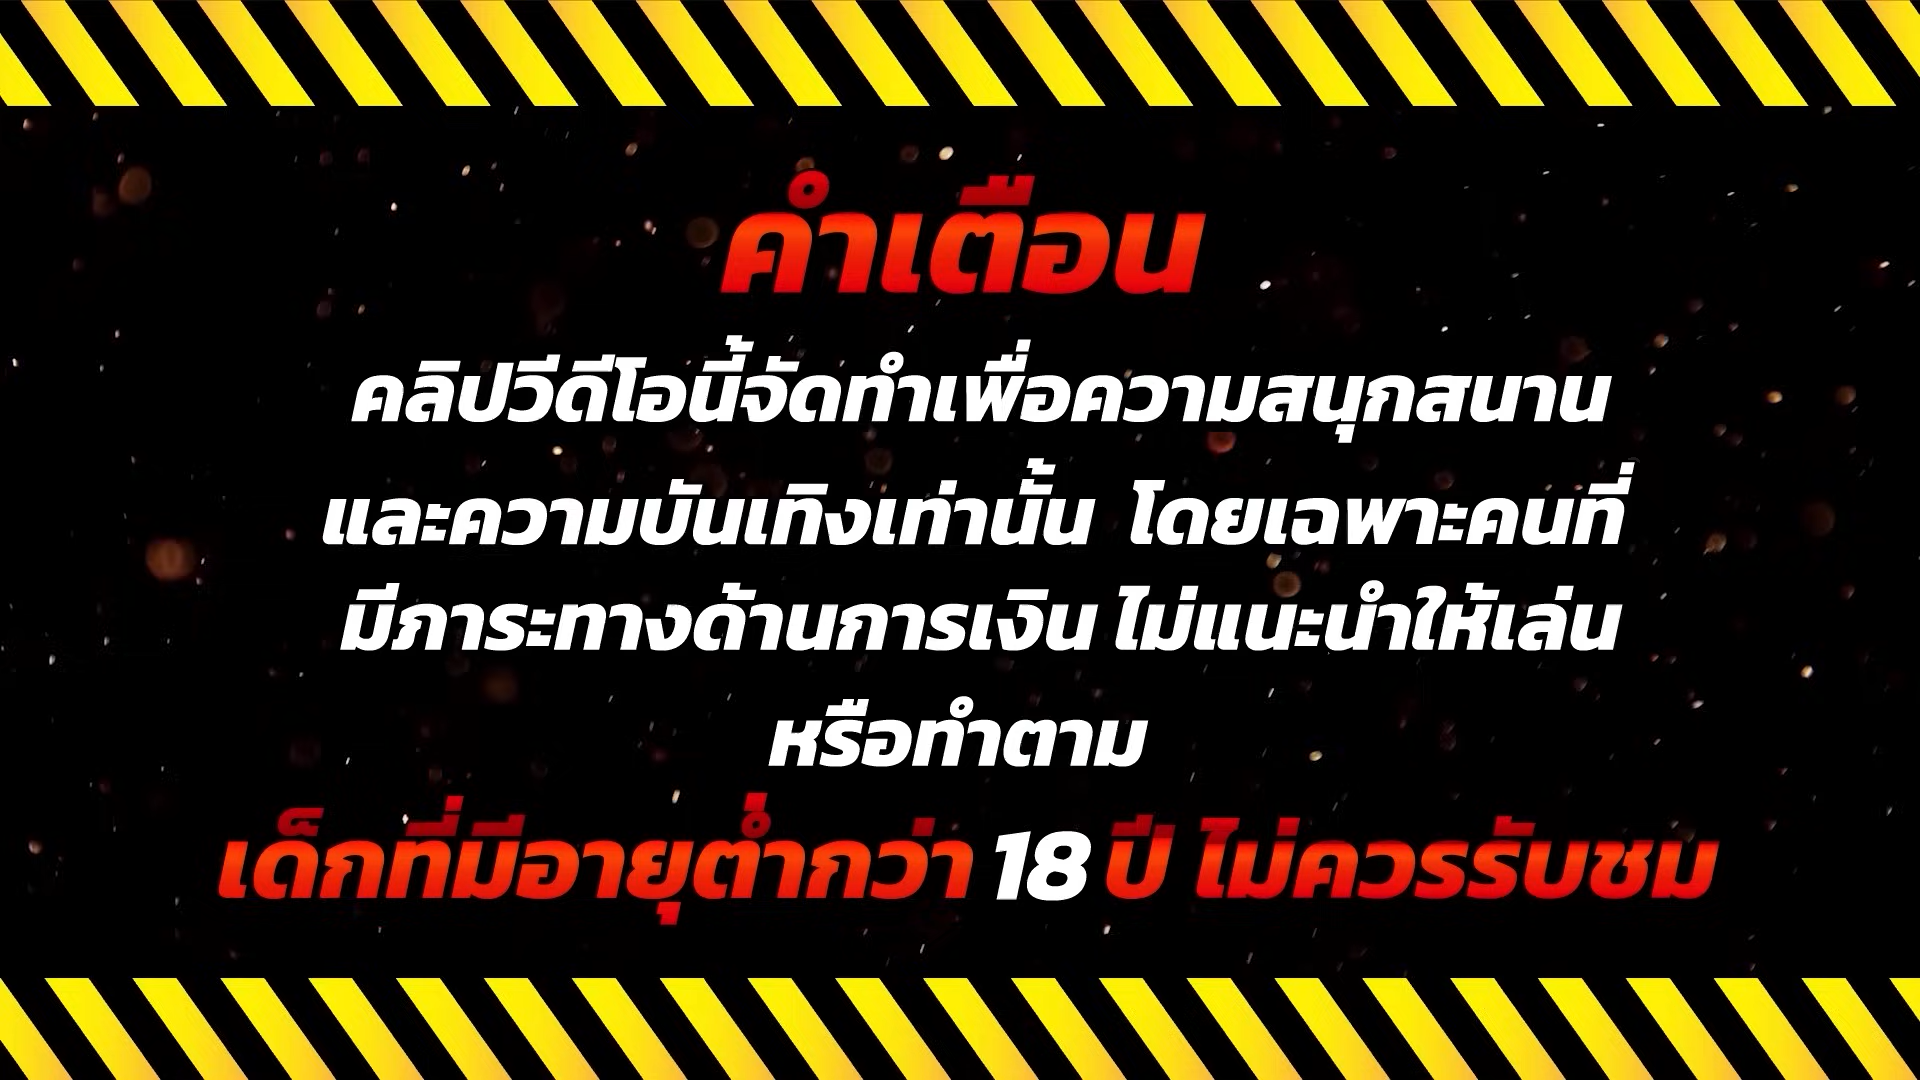 คำเตือน
คลิปวีดีโอนี้จัดทำเพื่อความสนุกสนาน
และความบันเทิงเท่านั้น โดยเฉพาะคนที่
มีภาระทางด้านการเงิน ไม่แนะนำให้เล่น
หรือทำตาม
เด็กที่มีอายุต่ำกว่า 18 ปี ไม่ควรรับชม